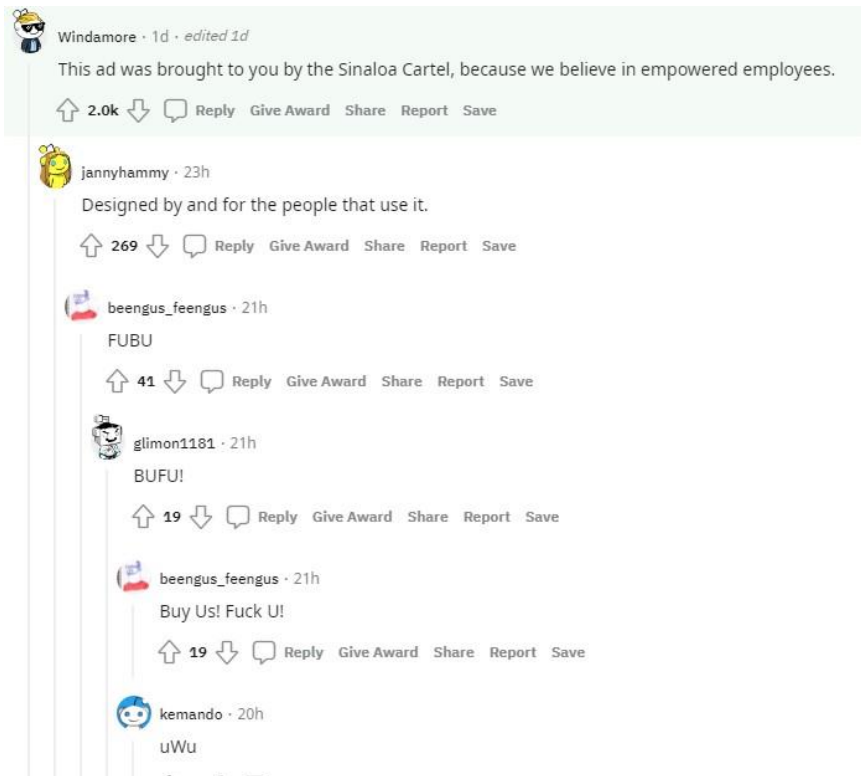 Windamore · 1d · edited 1d
This ad was brought to you by the Sinaloa Cartel, because we believe in empowered employees.
2.0k Reply Give Award Share Report Save
jannyhammy · 23h
Designed by and for the people that use it.
269 Reply Give Award Share Report Save
beengus_feengus · 21h
FUBU
41 Reply Give Award Share Report Save
glimon1181 · 21h
BUFU!
19 Reply Give Award Share Report Save
beengus_feengus · 21h
Buy Us! Fuck U!
19 Reply Give Award Share Report Save
kemando · 20h
uWu